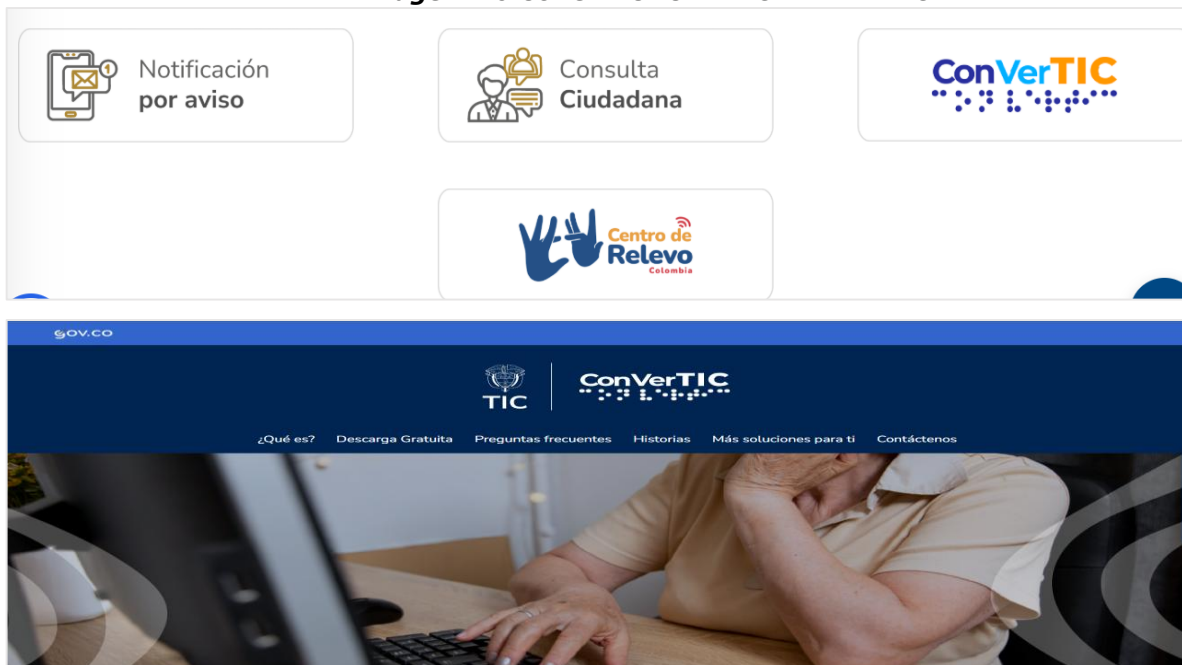 Notificación
por aviso
1
Consulta
Ciudadana
ConVerTIC
Centro de
Relevo
Colombia
gov.co
TIC
ConVerTIC
¿Qué es? Descarga Gratuita Preguntas frecuentes Historias Más soluciones para ti Contáctenos